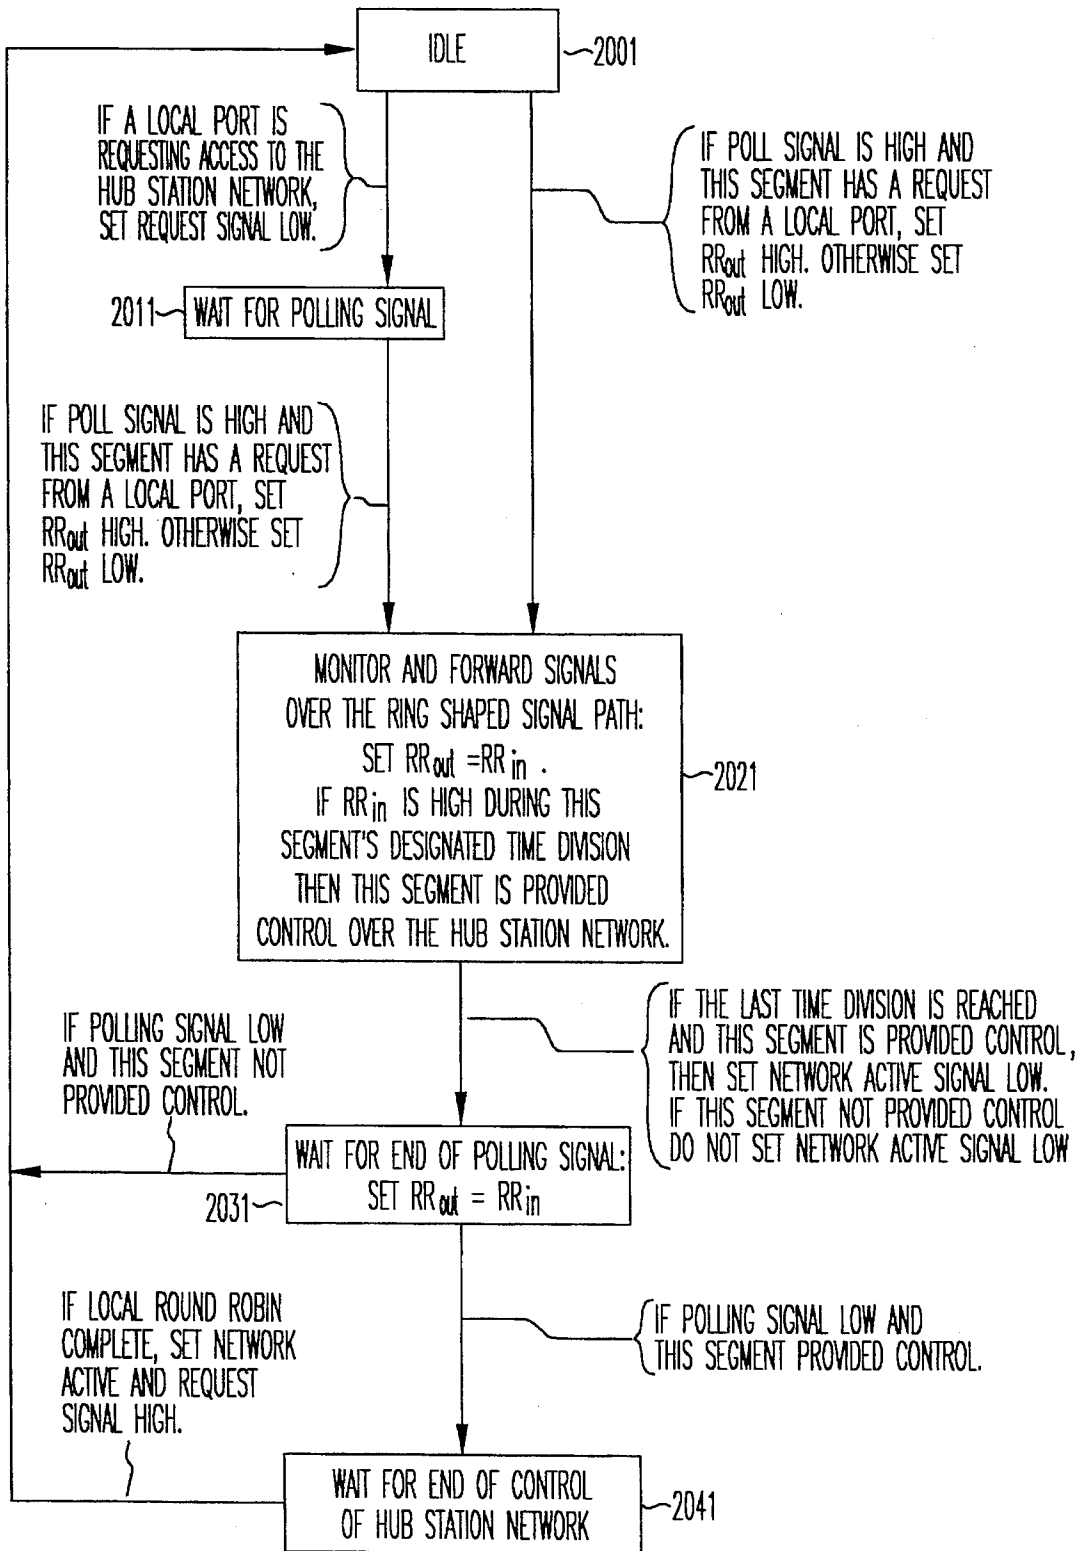 IDLE
2001
IF A LOCAL PORT IS
REQUESTING ACCESS TO THE
HUB STATION NETWORK,
SET REQUEST SIGNAL LOW.
IF POLL SIGNAL IS HIGH AND
THIS SEGMENT HAS A REQUEST
FROM A LOCAL PORT, SET
RRout HIGH. OTHERWISE SET
RRout LOW.
2011
WAIT FOR POLLING SIGNAL
IF POLL SIGNAL IS HIGH AND
THIS SEGMENT HAS A REQUEST
FROM A LOCAL PORT, SET
RRout HIGH. OTHERWISE SET
RRout LOW.
MONITOR AND FORWARD SIGNALS
OVER THE RING SHAPED SIGNAL PATH:
SET RRout =RRin .
IF RRin IS HIGH DURING THIS
SEGMENT'S DESIGNATED TIME DIVISION
THEN THIS SEGMENT IS PROVIDED
CONTROL OVER THE HUB STATION NETWORK.
2021
IF THE LAST TIME DIVISION IS REACHED
AND THIS SEGMENT IS PROVIDED CONTROL,
THEN SET NETWORK ACTIVE SIGNAL LOW.
IF THIS SEGMENT NOT PROVIDED CONTROL
DO NOT SET NETWORK ACTIVE SIGNAL LOW
IF POLLING SIGNAL LOW
AND THIS SEGMENT NOT
PROVIDED CONTROL.
WAIT FOR END OF POLLING SIGNAL:
SET RRout = RRin
2031
IF POLLING SIGNAL LOW AND
THIS SEGMENT PROVIDED CONTROL.
IF LOCAL ROUND ROBIN
COMPLETE, SET NETWORK
ACTIVE AND REQUEST
SIGNAL HIGH.
WAIT FOR END OF CONTROL
OF HUB STATION NETWORK
2041